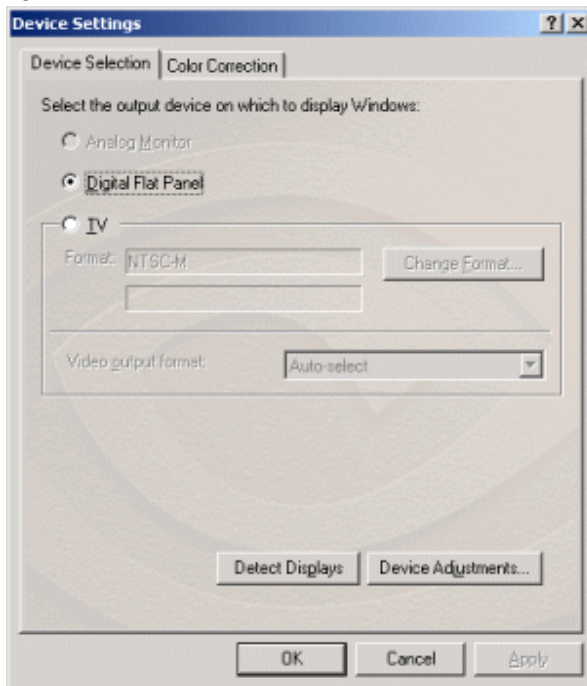 Device Settings
Device Selection Color Correction
Select the output device on which to display Windows:
Analog Monitor
Digital Flat Panel
TV
Format: NTSC-M Change Format...
Video output format: Auto-select
Detect Displays Device Adjustments...
OK Cancel Apply